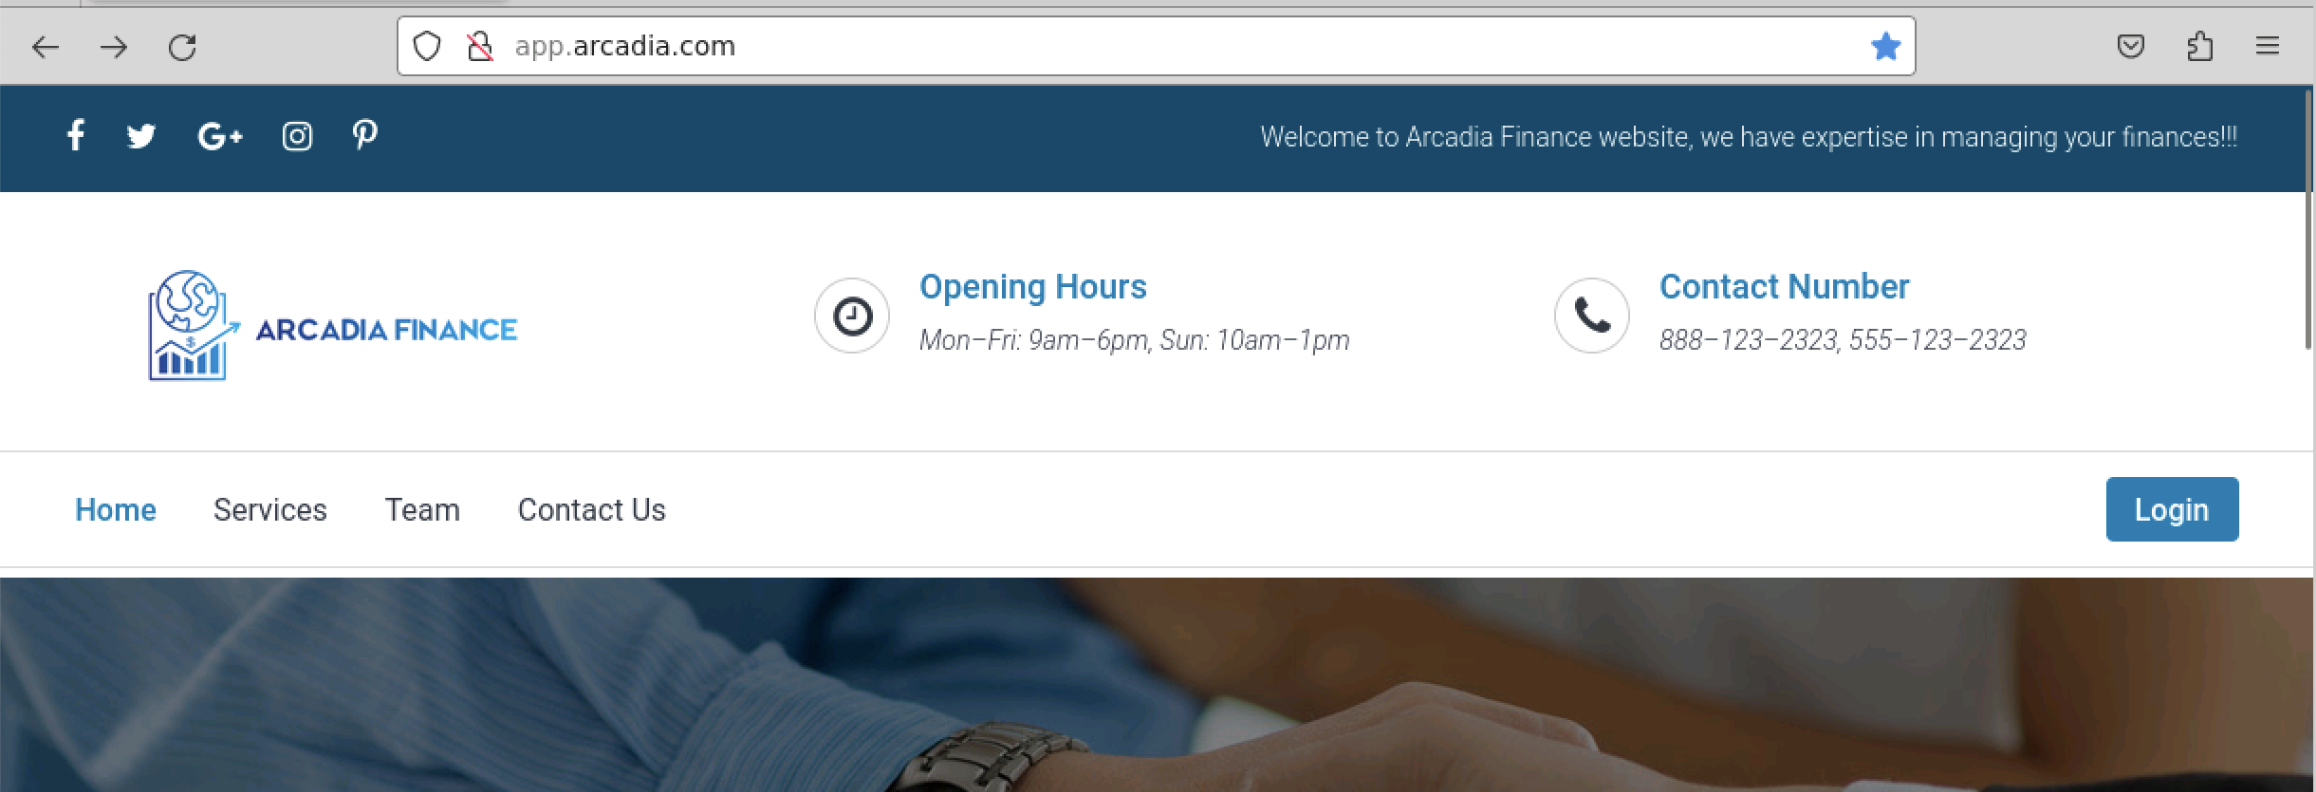 app.arcadia.com
Welcome to Arcadia Finance website, we have expertise in managing your finances!!!
ARCADIA FINANCE
Opening Hours
Mon–Fri: 9am–6pm, Sun: 10am–1pm
Contact Number
888–123–2323, 555–123–2323
Home Services Team Contact Us Login